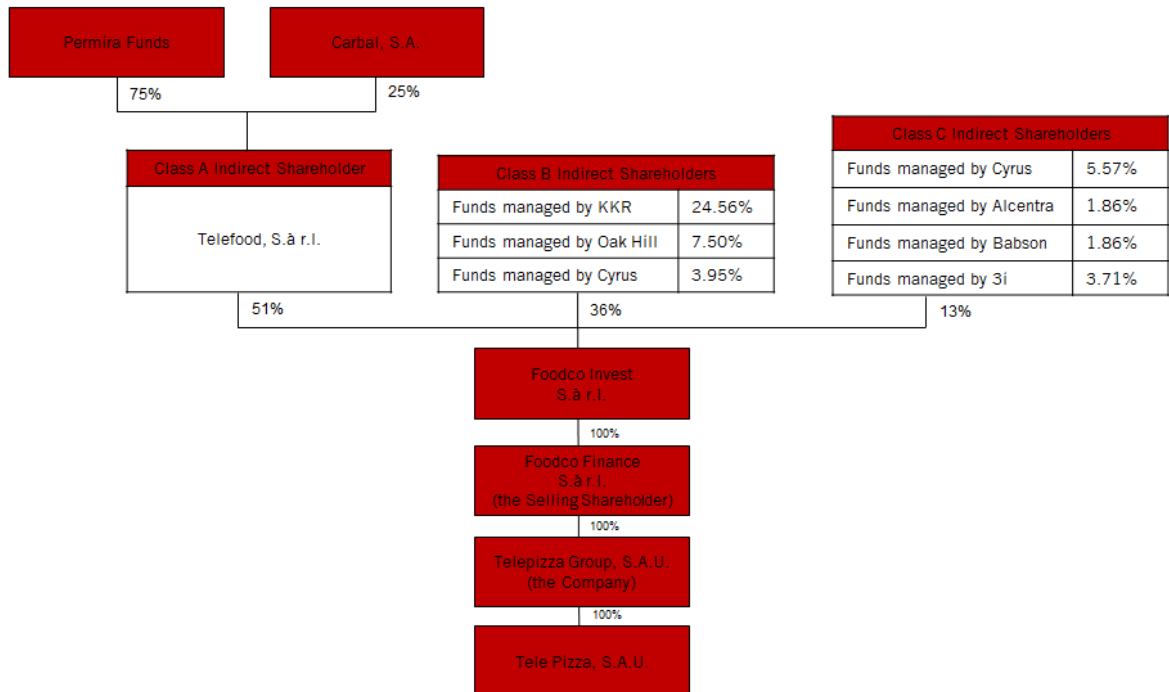 Permira Funds
Carbal, S.A.
75%
25%
Class A Indirect Shareholder
Telefood, S.à r.l.
51%
Class B Indirect Shareholders
Funds managed by KKR 24.56%
Funds managed by Oak Hill 7.50%
Funds managed by Cyrus 3.95%
36%
Class C Indirect Shareholders
Funds managed by Cyrus 5.57%
Funds managed by Alcentra 1.86%
Funds managed by Babson 1.86%
Funds managed by 3i 3.71%
13%
Foodco Invest
S.à r.l.
100%
Foodco Finance
S.à r.l.
(the Selling Shareholder)
100%
Telepizza Group, S.A.U.
(the Company)
100%
Tele Pizza, S.A.U.